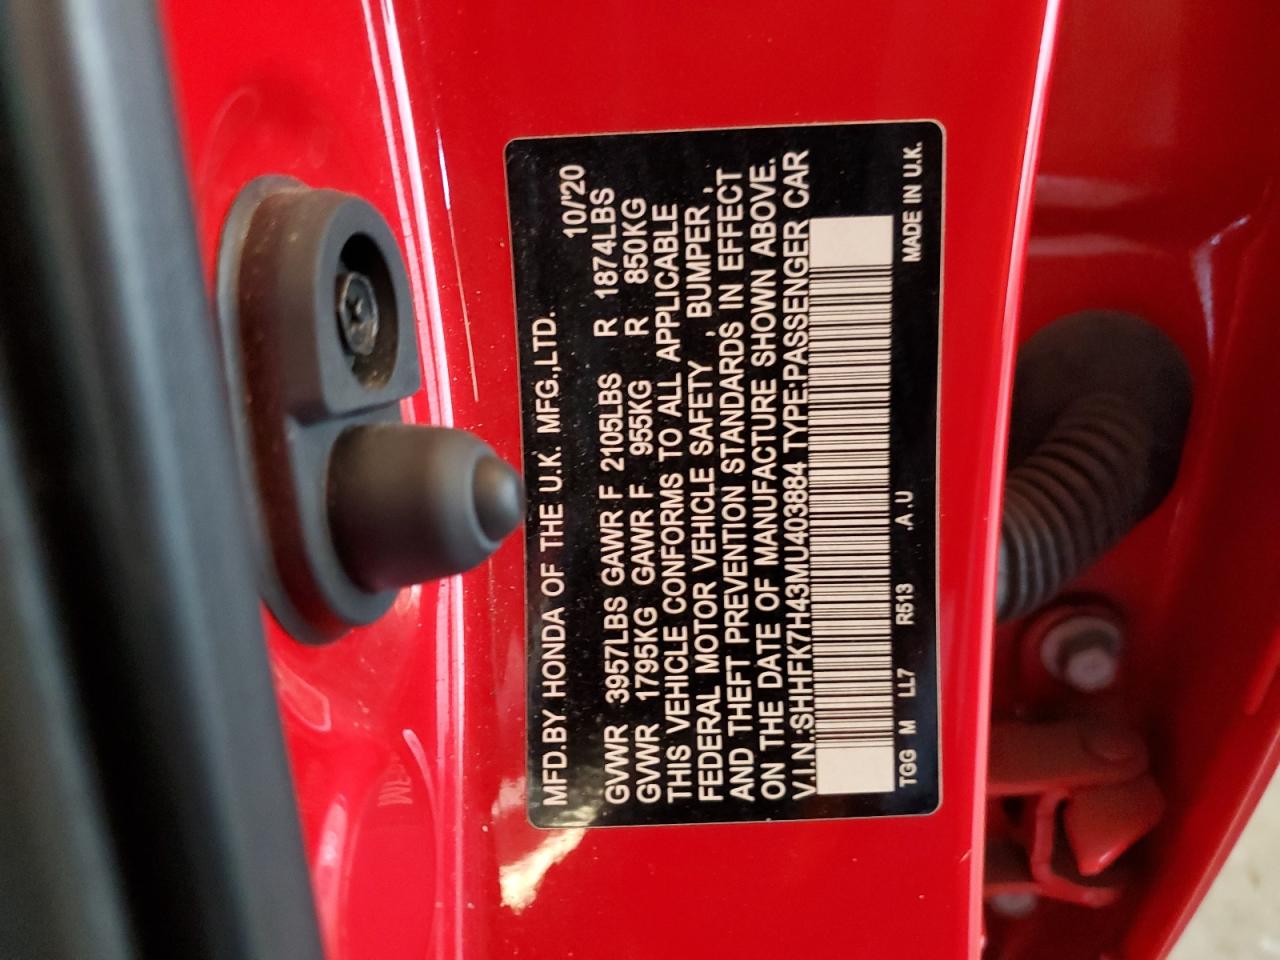 MFD.BY HONDA OF THE U.K. MFG.,LTD. 10/'20
GVWR 3957LBS GAWR F 2105LBS R 1874LBS
GVWR 1795KG GAWR F 955KG R 850KG
THIS VEHICLE CONFORMS TO ALL APPLICABLE
FEDERAL MOTOR VEHICLE SAFETY , BUMPER ,
AND THEFT PREVENTION STANDARDS IN EFFECT
ON THE DATE OF MANUFACTURE SHOWN ABOVE.
V.I.N.:SHHFK7H43MU403884 TYPE:PASSENGER CAR
TGG M LL7 R513 .A.U MADE IN U.K.